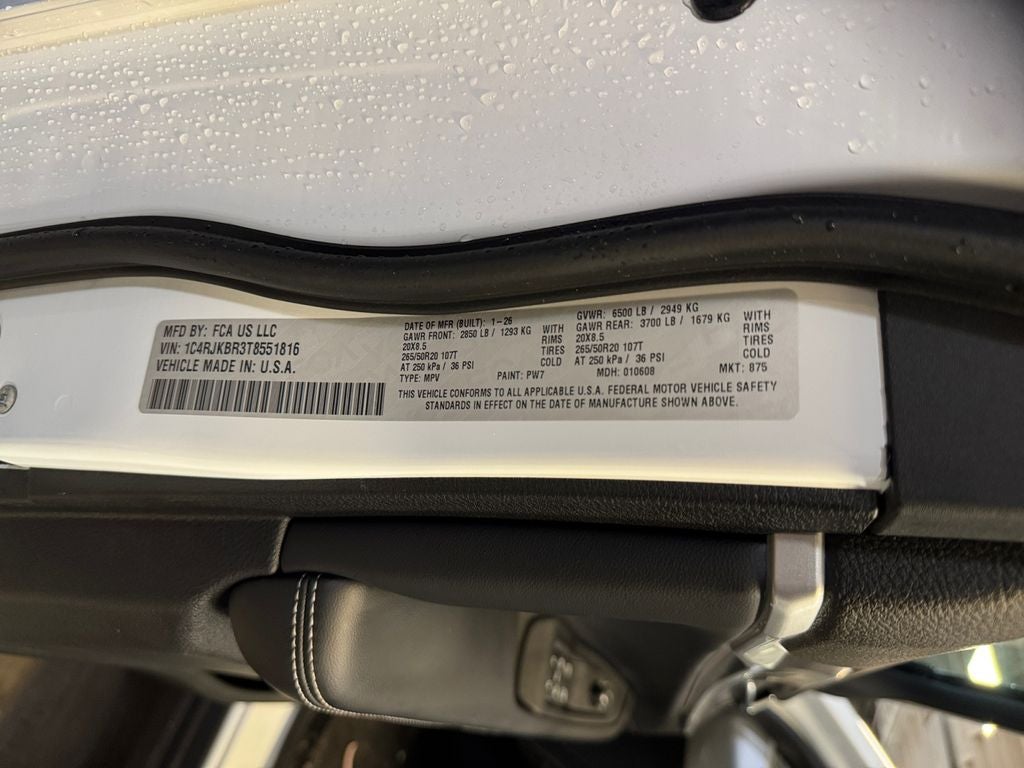 MFD BY: FCA US LLC
VIN: 1C4RJKBR3T8551816
VEHICLE MADE IN: U.S.A.
DATE OF MFR (BUILT): 1-26
GAWR FRONT: 2850 LB / 1293 KG WITH
20X8.5 RIMS
265/50R20 107T TIRES
AT 250 kPa / 36 PSI COLD
TYPE: MPV PAINT: PW7
GVWR: 6500 LB / 2949 KG
GAWR REAR: 3700 LB / 1679 KG WITH
20X8.5 RIMS
265/50R20 107T TIRES
AT 250 kPa / 36 PSI COLD
MDH: 010608 MKT: 875
THIS VEHICLE CONFORMS TO ALL APPLICABLE U.S.A. FEDERAL MOTOR VEHICLE SAFETY
STANDARDS IN EFFECT ON THE DATE OF MANUFACTURE SHOWN ABOVE.